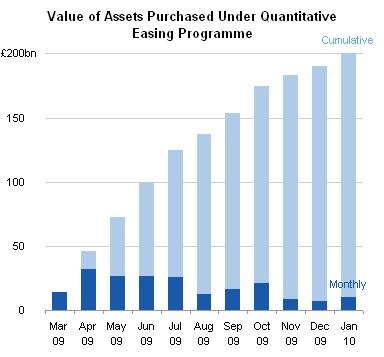 Value of Assets Purchased Under Quantitative
Easing Programme
Cumulative
£200bn
150
100
50
0
Monthly
Mar Apr May Jun Jul Aug Sep Oct Nov Dec Jan
09 09 09 09 09 09 09 09 09 09 10